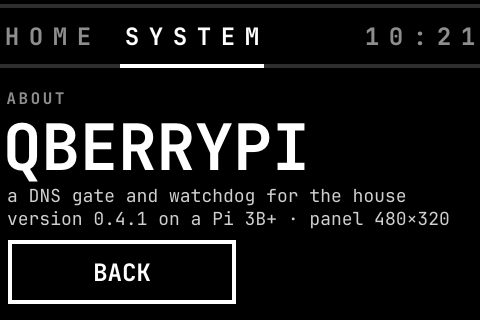 HOME SYSTEM 10:21
ABOUT
QBERRYPI
a DNS gate and watchdog for the house
version 0.4.1 on a Pi 3B+ · panel 480×320
BACK